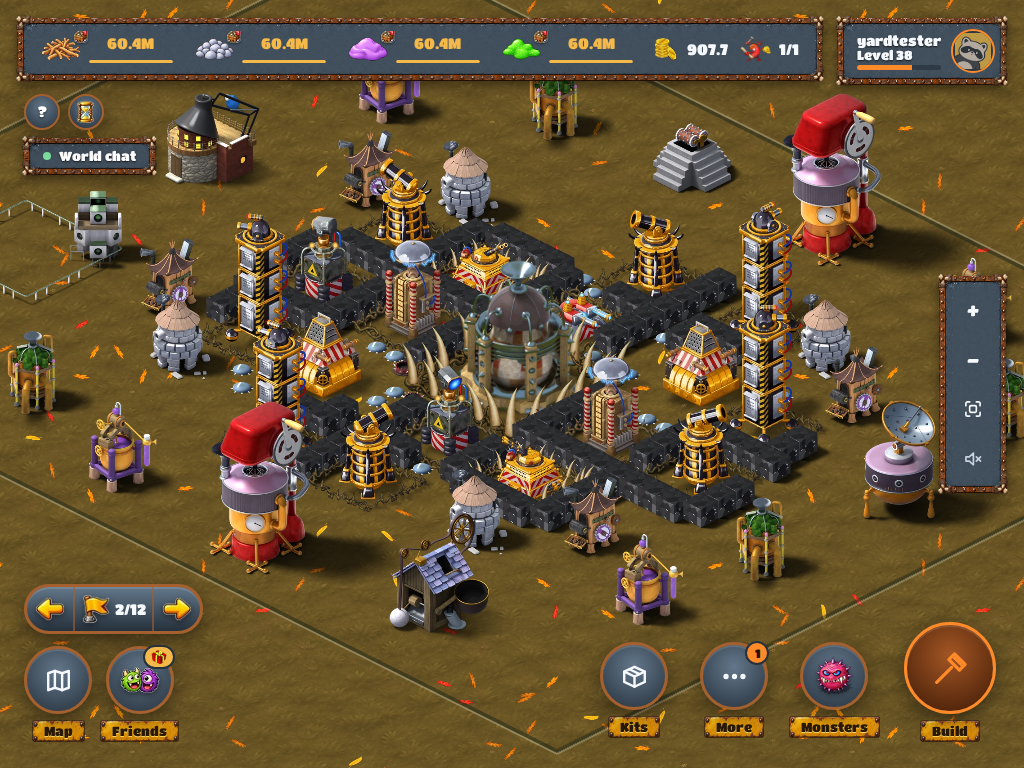 60.4M
60.4M
60.4M
60.4M
907.7
1/1
yardtester
Level 38
?
World chat
2/12
1
Map
Friends
Kits
More
Monsters
Build